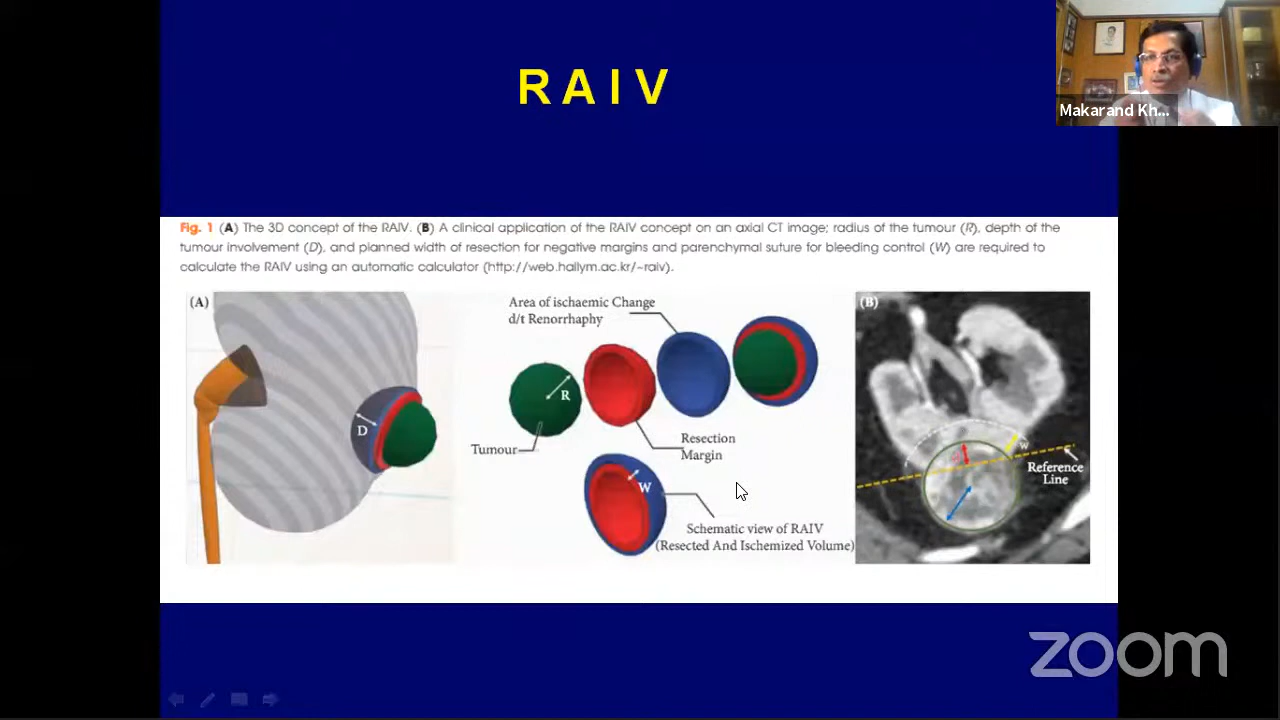 R A I V
Makarand Kh...
Fig. 1 (A) The 3D concept of the RAIV. (B) A clinical application of the RAIV concept on an axial CT image; radius of the tumour (R), depth of the
tumour involvement (D), and planned width of resection for negative margins and parenchymal suture for bleeding control (W) are required to
calculate the RAIV using an automatic calculator (http://web.hallym.ac.kr/~raiv).
(A)
D
Area of ischaemic Change
d/t Renorrhaphy
R
Tumour
Resection
Margin
W
Schematic view of RAIV
(Resected And Ischemized Volume)
(B)
W
Reference
Line
zoom